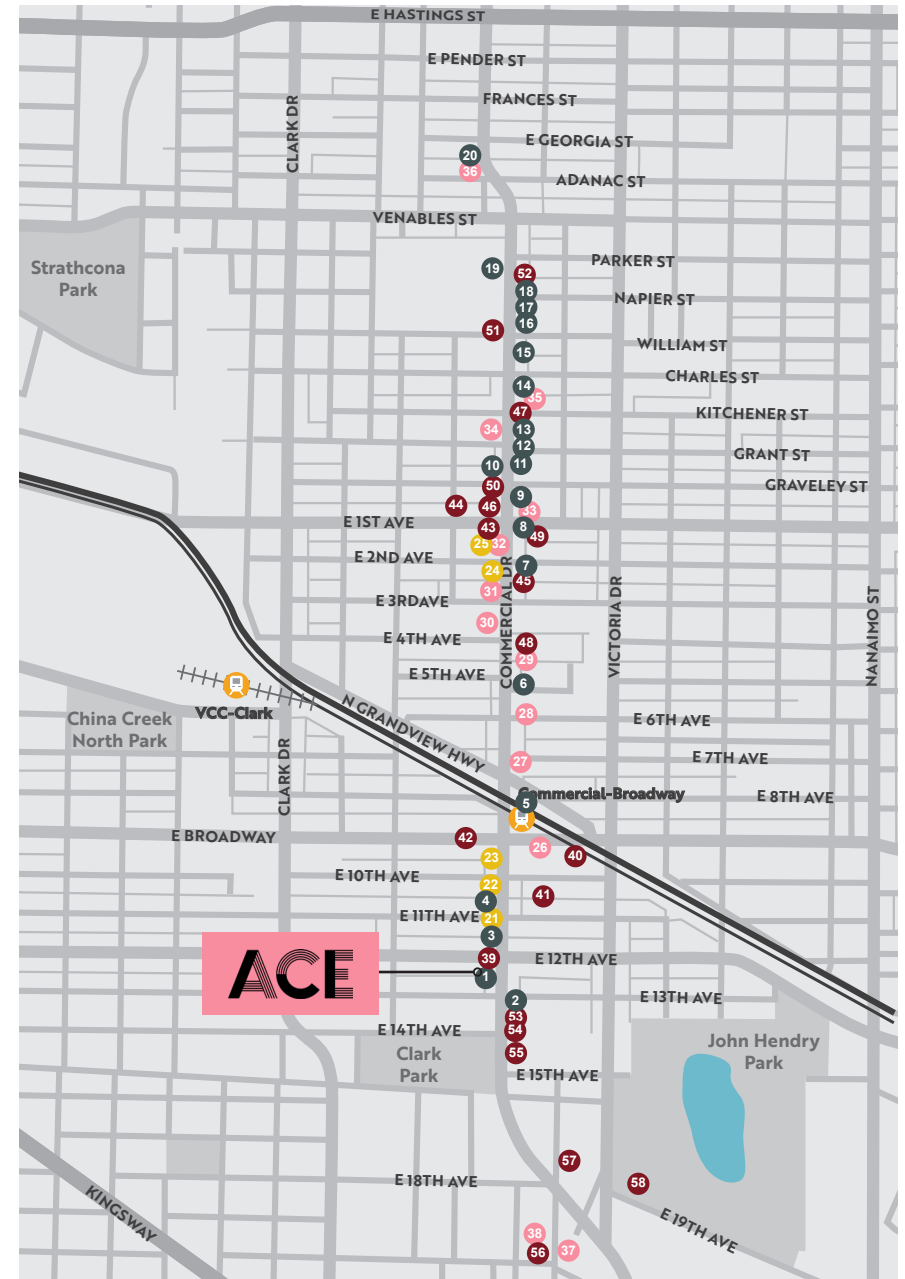 E HASTINGS ST
E PENDER ST
FRANCES ST
CLARK DR
E GEORGIA ST
20
36
ADANAC ST
VENABLES ST
Strathcona
Park
PARKER ST
19
52
18
NAPIER ST
17
16
51
WILLIAM ST
15
CHARLES ST
14
35
47
KITCHENER ST
34
13
12
GRANT ST
10
11
50
GRAVELEY ST
9
44
46
33
E 1ST AVE
43
8
49
25
32
E 2ND AVE
24
7
45
31
E 3RDAVE
COMMERCIAL DR
VICTORIA DR
NANAIMO ST
30
E 4TH AVE
48
29
E 5TH AVE
6
VCC-Clark
China Creek
North Park
N GRANDVIEW HWY
28
E 6TH AVE
27
E 7TH AVE
CLARK DR
Commercial-Broadway
5
E 8TH AVE
E BROADWAY
42
26
40
23
E 10TH AVE
22
41
4
E 11TH AVE
21
3
39
E 12TH AVE
ACE
1
2
E 13TH AVE
53
E 14TH AVE
54
Clark
Park
55
John Hendry
Park
E 15TH AVE
57
E 18TH AVE
58
KINGSWAY
E 19TH AVE
38
56
37